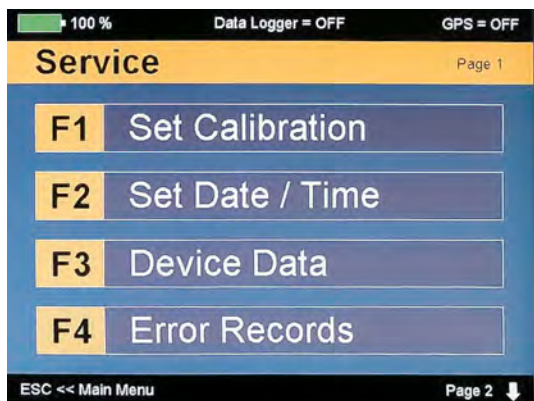 100 % Data Logger = OFF GPS = OFF
Service Page 1
F1 Set Calibration
F2 Set Date / Time
F3 Device Data
F4 Error Records
ESC << Main Menu Page 2